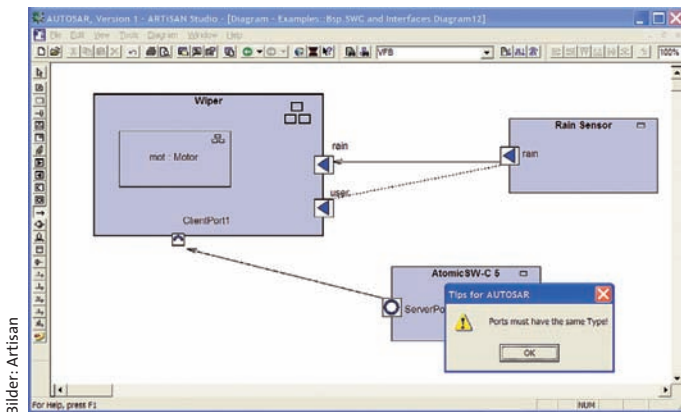 AUTOSAR, Version 1 - ARTiSAN Studio - [Diagram - Examples::Bsp.SWC and Interfaces Diagram12]
File Edit View Tools Diagram Window Help
VFB
100%
Wiper
mot : Motor
rain
user
ClientPort1
Rain Sensor
rain
AtomicSW-C 5
ServerPo
Tips for AUTOSAR
Ports must have the same Type!
OK
For Help, press F1
NUM
Bilder: Artisan